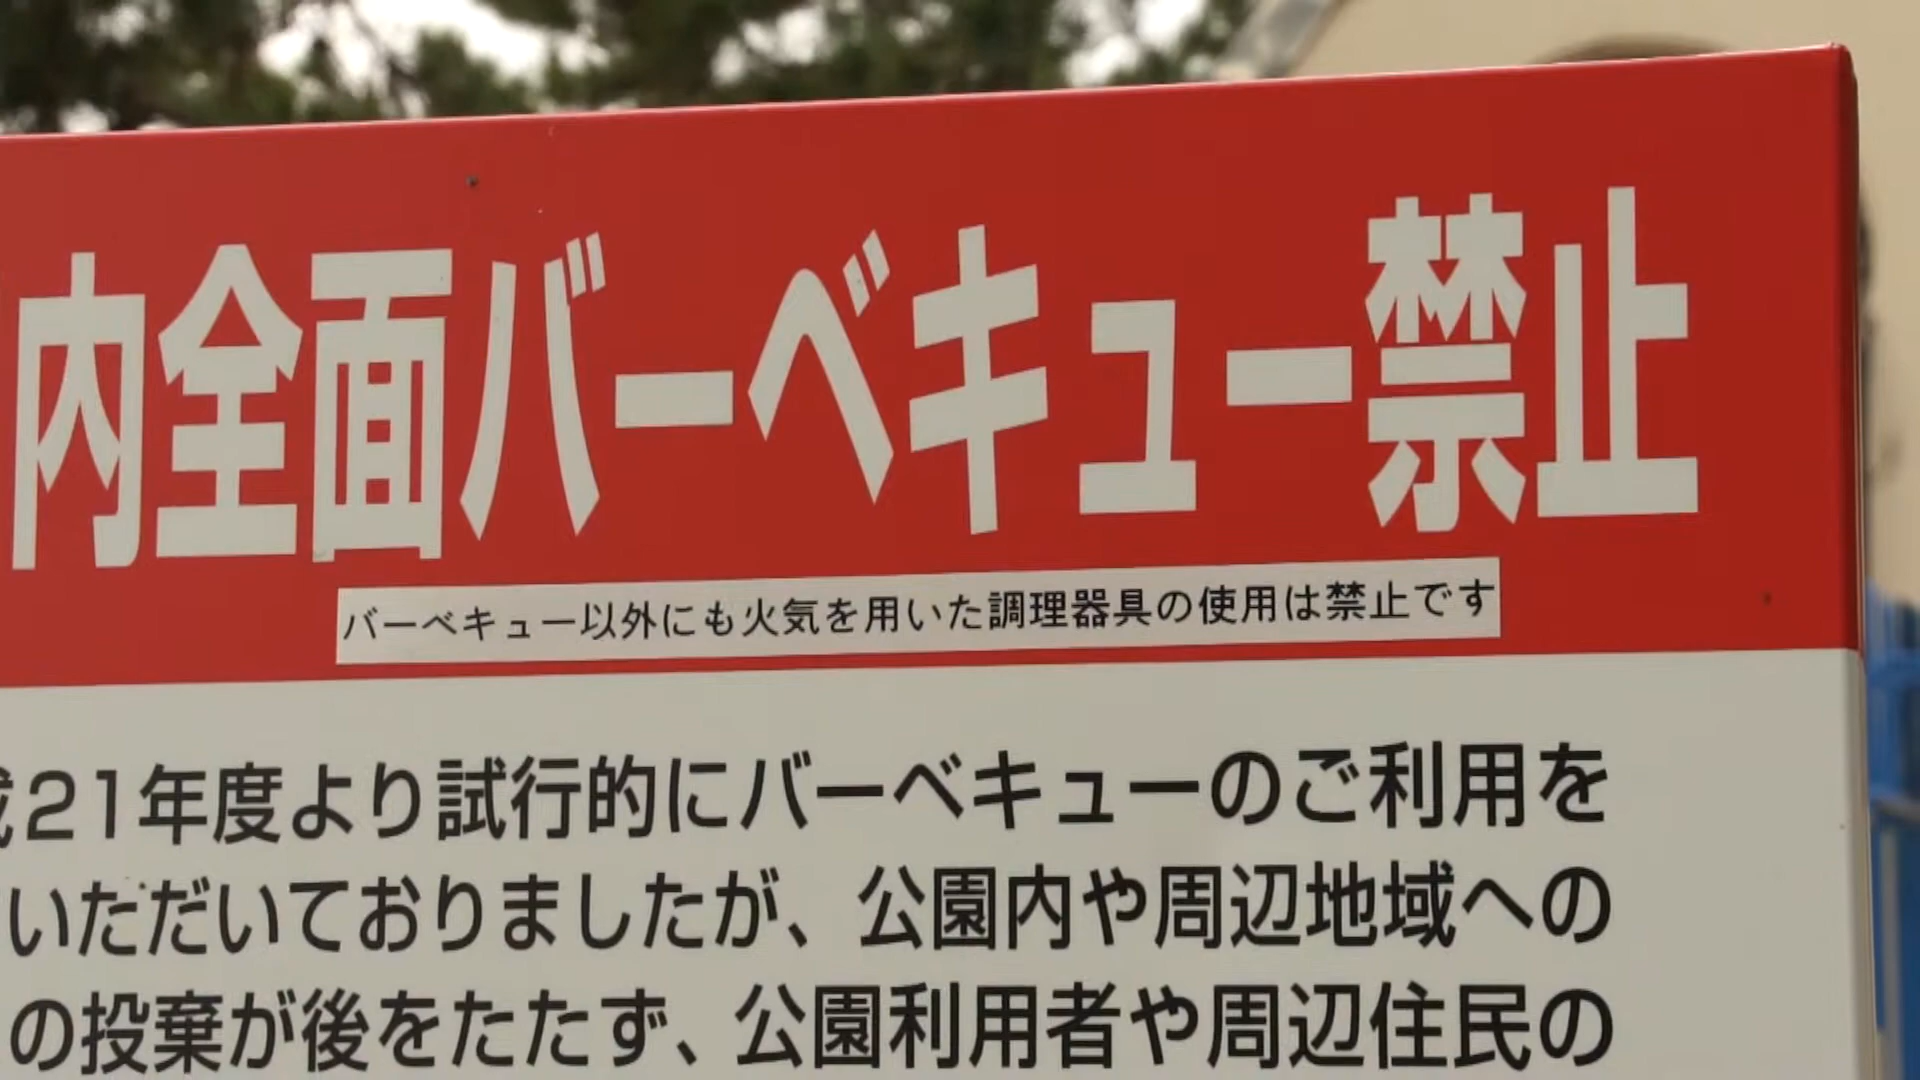 内全面バーベキュー禁止
バーベキュー以外にも火気を用いた調理器具の使用は禁止です
成21年度より試行的にバーベキューのご利用を
いただいておりましたが、公園内や周辺地域への
の投棄が後をたたず、公園利用者や周辺住民の